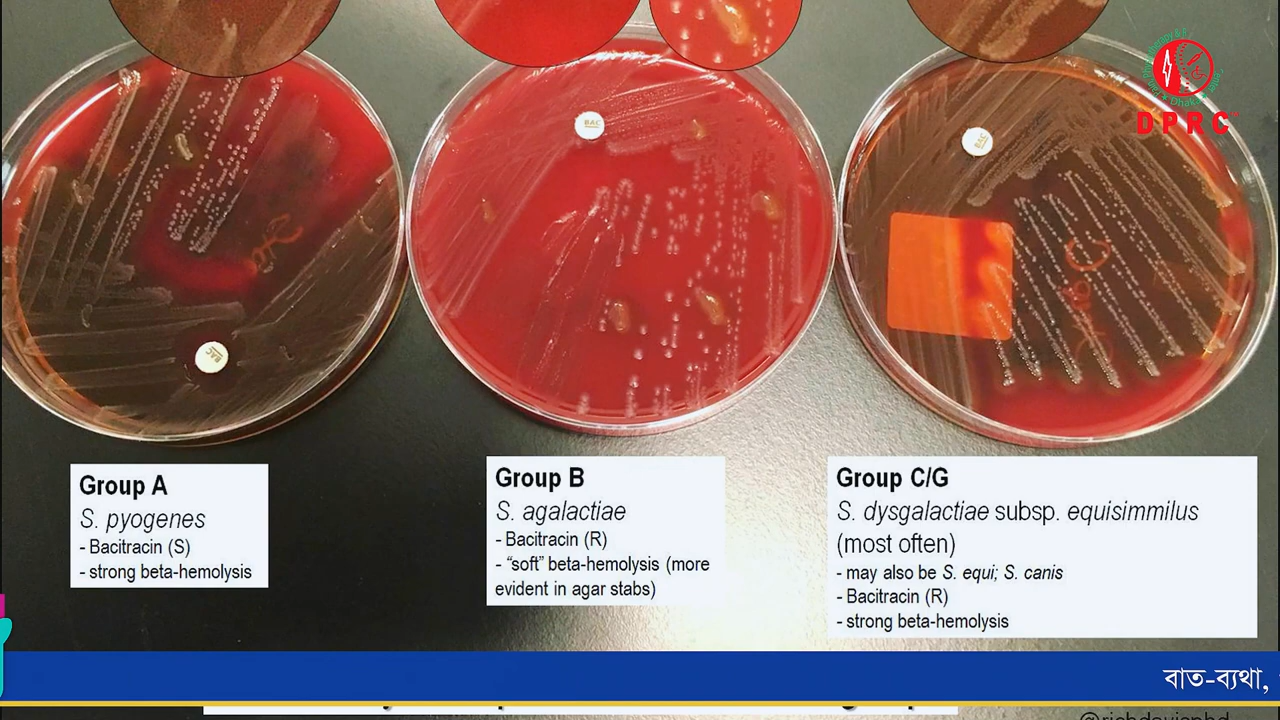 BAC
BAC
BAC
DPRC
Group A
S. pyogenes
- Bacitracin (S)
- strong beta-hemolysis
Group B
S. agalactiae
- Bacitracin (R)
- “soft” beta-hemolysis (more
evident in agar stabs)
Group C/G
S. dysgalactiae subsp. equisimmilus
(most often)
- may also be S. equi; S. canis
- Bacitracin (R)
- strong beta-hemolysis
বাত-ব্যথা,